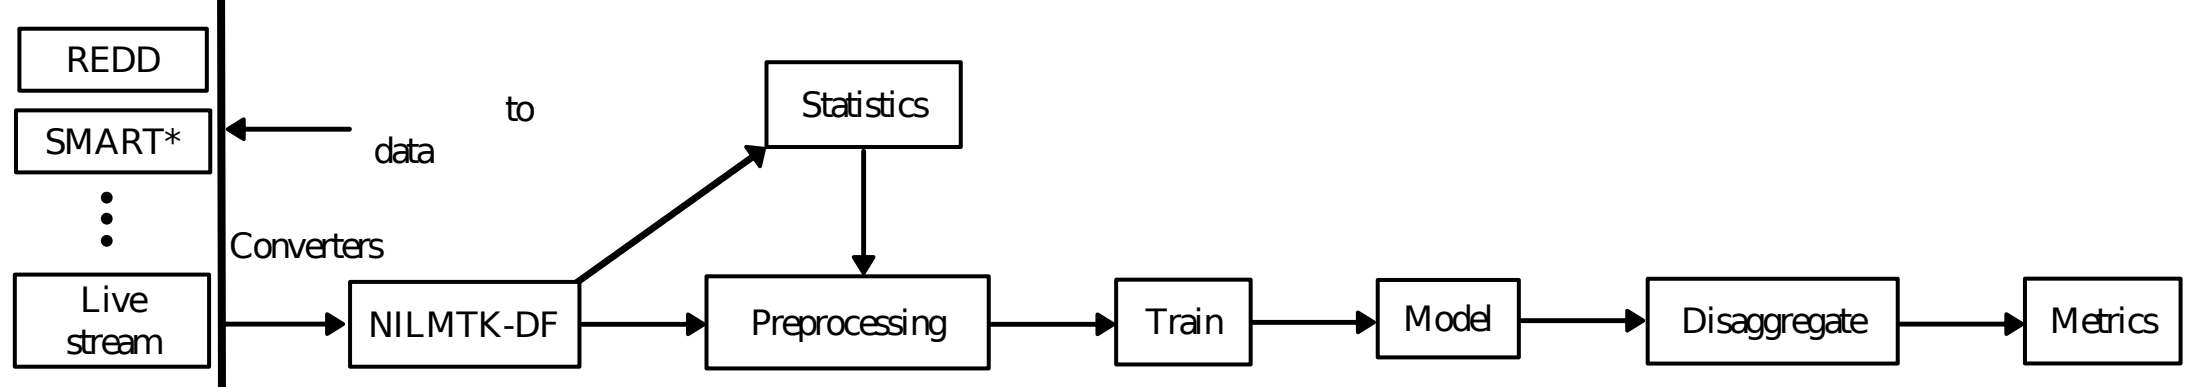 REDD
SMART*
Live
stream
to
data
Converters
NILMTK-DF
Statistics
Preprocessing
Train
Model
Disaggregate
Metrics